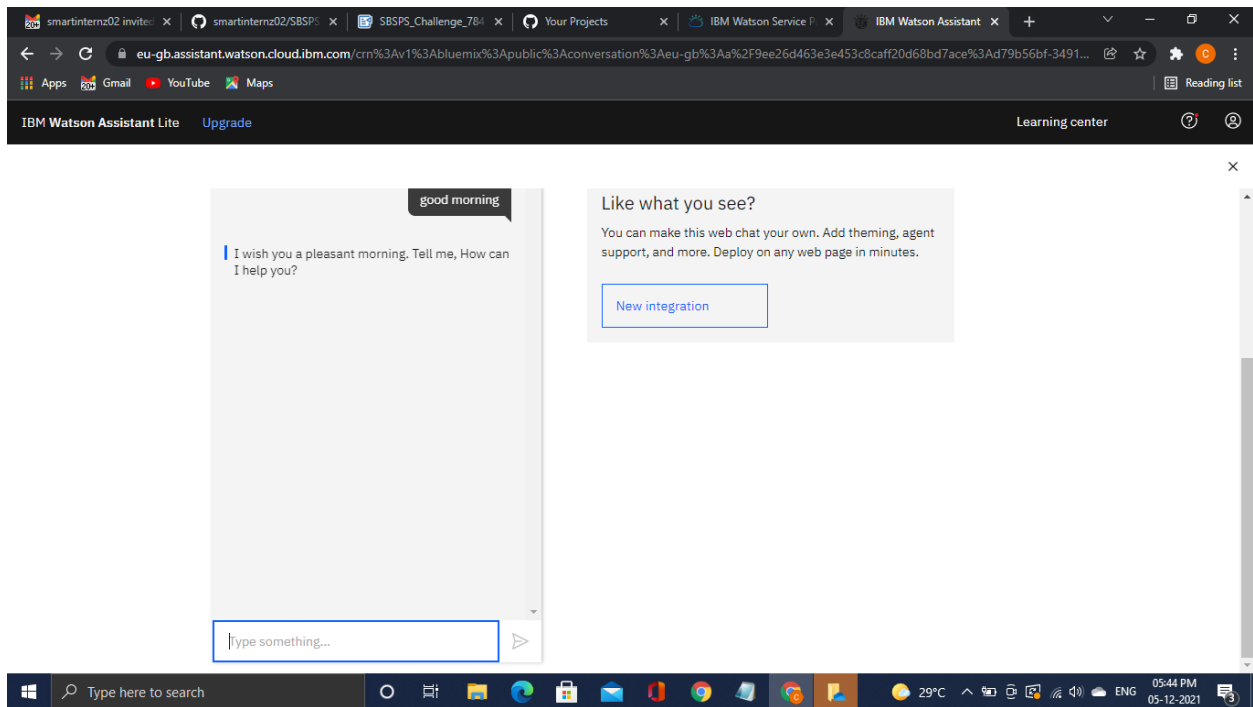 smartinternz02 invited
smartinternz02/SBSPS
SBSPS_Challenge_784
Your Projects
IBM Watson Service P
IBM Watson Assistant
eu-gb.assistant.watson.cloud.ibm.com/crn%3Av1%3Abluemix%3Apublic%3Aconversation%3Aeu-gb%3Aa%2F9ee26d463e3e453c8caff20d68bd7ace%3Ad79b56bf-3491...
C
Apps
20+
Gmail
YouTube
Maps
Reading list
IBM Watson Assistant Lite
Upgrade
Learning center
good morning
I wish you a pleasant morning. Tell me, How can
I help you?
Like what you see?
You can make this web chat your own. Add theming, agent
support, and more. Deploy on any web page in minutes.
New integration
Type something...
Type here to search
29°C
ENG
05:44 PM
05-12-2021
3